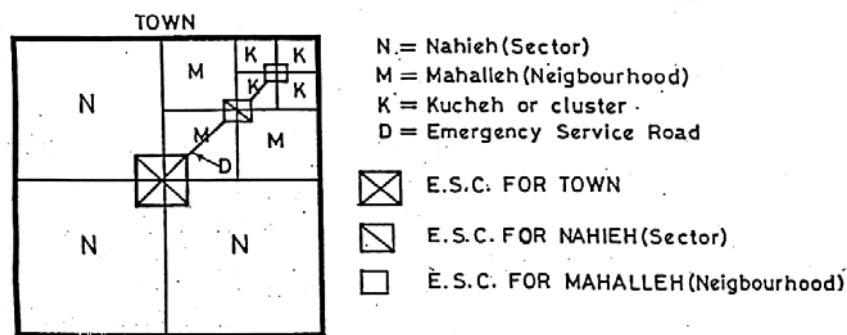 TOWN
K K
M
K K
N
M M
D
N N
N = Nahieh (Sector)
M = Mahalleh (Neigbourhood)
K = Kucheh or cluster
D = Emergency Service Road
E.S.C. FOR TOWN
E.S.C. FOR NAHIEH (Sector)
E.S.C. FOR MAHALLEH (Neigbourhood)